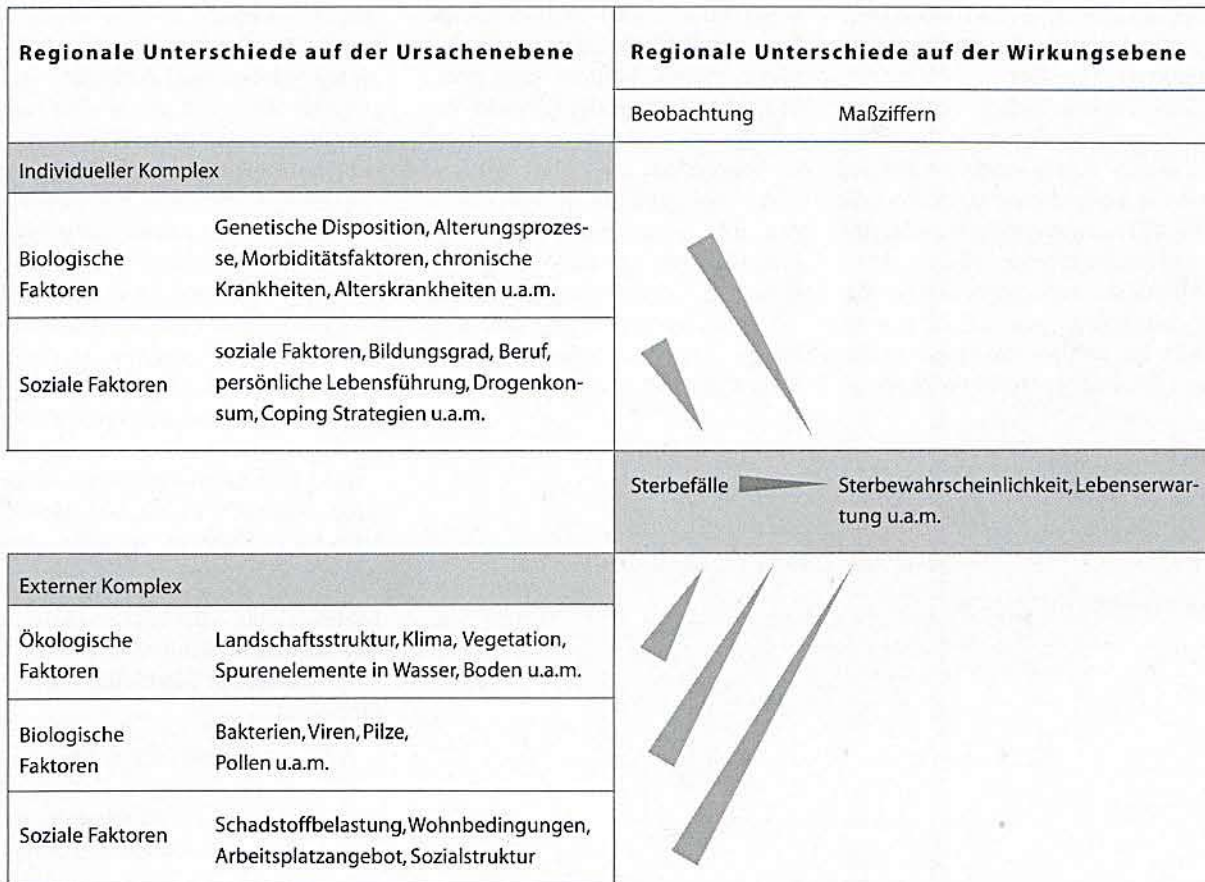 Regionale Unterschiede auf der Ursachenebene
Regionale Unterschiede auf der Wirkungsebene
Beobachtung
Maßziffern
Individueller Komplex
Biologische
Faktoren
Genetische Disposition, Alterungsprozes-
se, Morbiditätsfaktoren, chronische
Krankheiten, Alterskrankheiten u.a.m.
Soziale Faktoren
soziale Faktoren, Bildungsgrad, Beruf,
persönliche Lebensführung, Drogenkon-
sum, Coping Strategien u.a.m.
Sterbefälle
Sterbewahrscheinlichkeit, Lebenserwar-
tung u.a.m.
Externer Komplex
Ökologische
Faktoren
Landschaftsstruktur, Klima, Vegetation,
Spurenelemente in Wasser, Boden u.a.m.
Biologische
Faktoren
Bakterien, Viren, Pilze,
Pollen u.a.m.
Soziale Faktoren
Schadstoffbelastung, Wohnbedingungen,
Arbeitsplatzangebot, Sozialstruktur